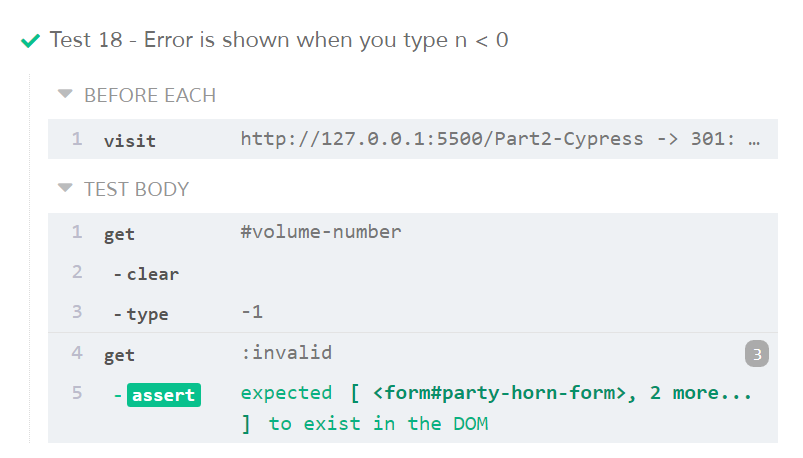 Test 18 - Error is shown when you type n < 0
BEFORE EACH
1 visit http://127.0.0.1:5500/Part2-Cypress -> 301: …
TEST BODY
1 get #volume-number
2 -clear
3 -type -1
4 get :invalid 3
5 -assert expected [ <form#party-horn-form>, 2 more...
] to exist in the DOM